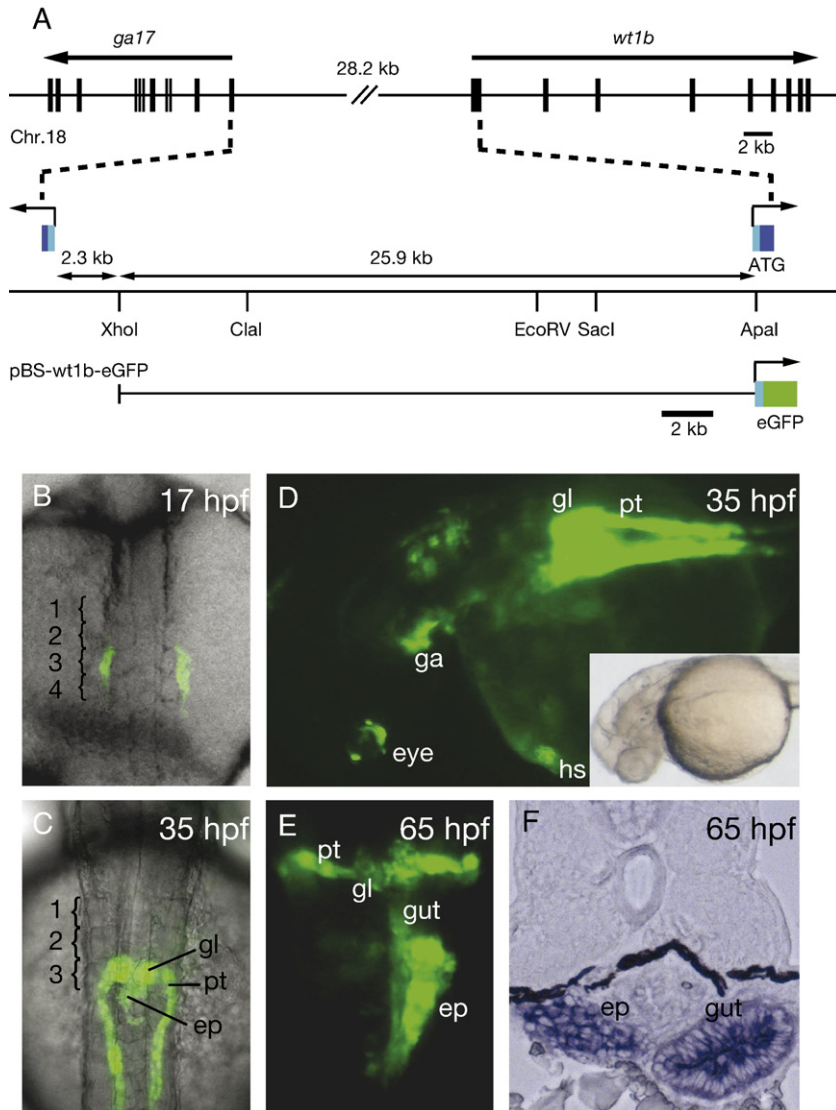 A
ga17
wt1b
28.2 kb
Chr.18
2 kb
2.3 kb
25.9 kb
ATG
XhoI
ClaI
EcoRV
SacI
ApaI
pBS-wt1b-eGFP
2 kb
eGFP
B
17 hpf
1
2
3
4
D
35 hpf
gl
pt
ga
eye
hs
C
35 hpf
1
2
3
gl
pt
ep
E
65 hpf
pt
gl
gut
ep
F
65 hpf
ep
gut